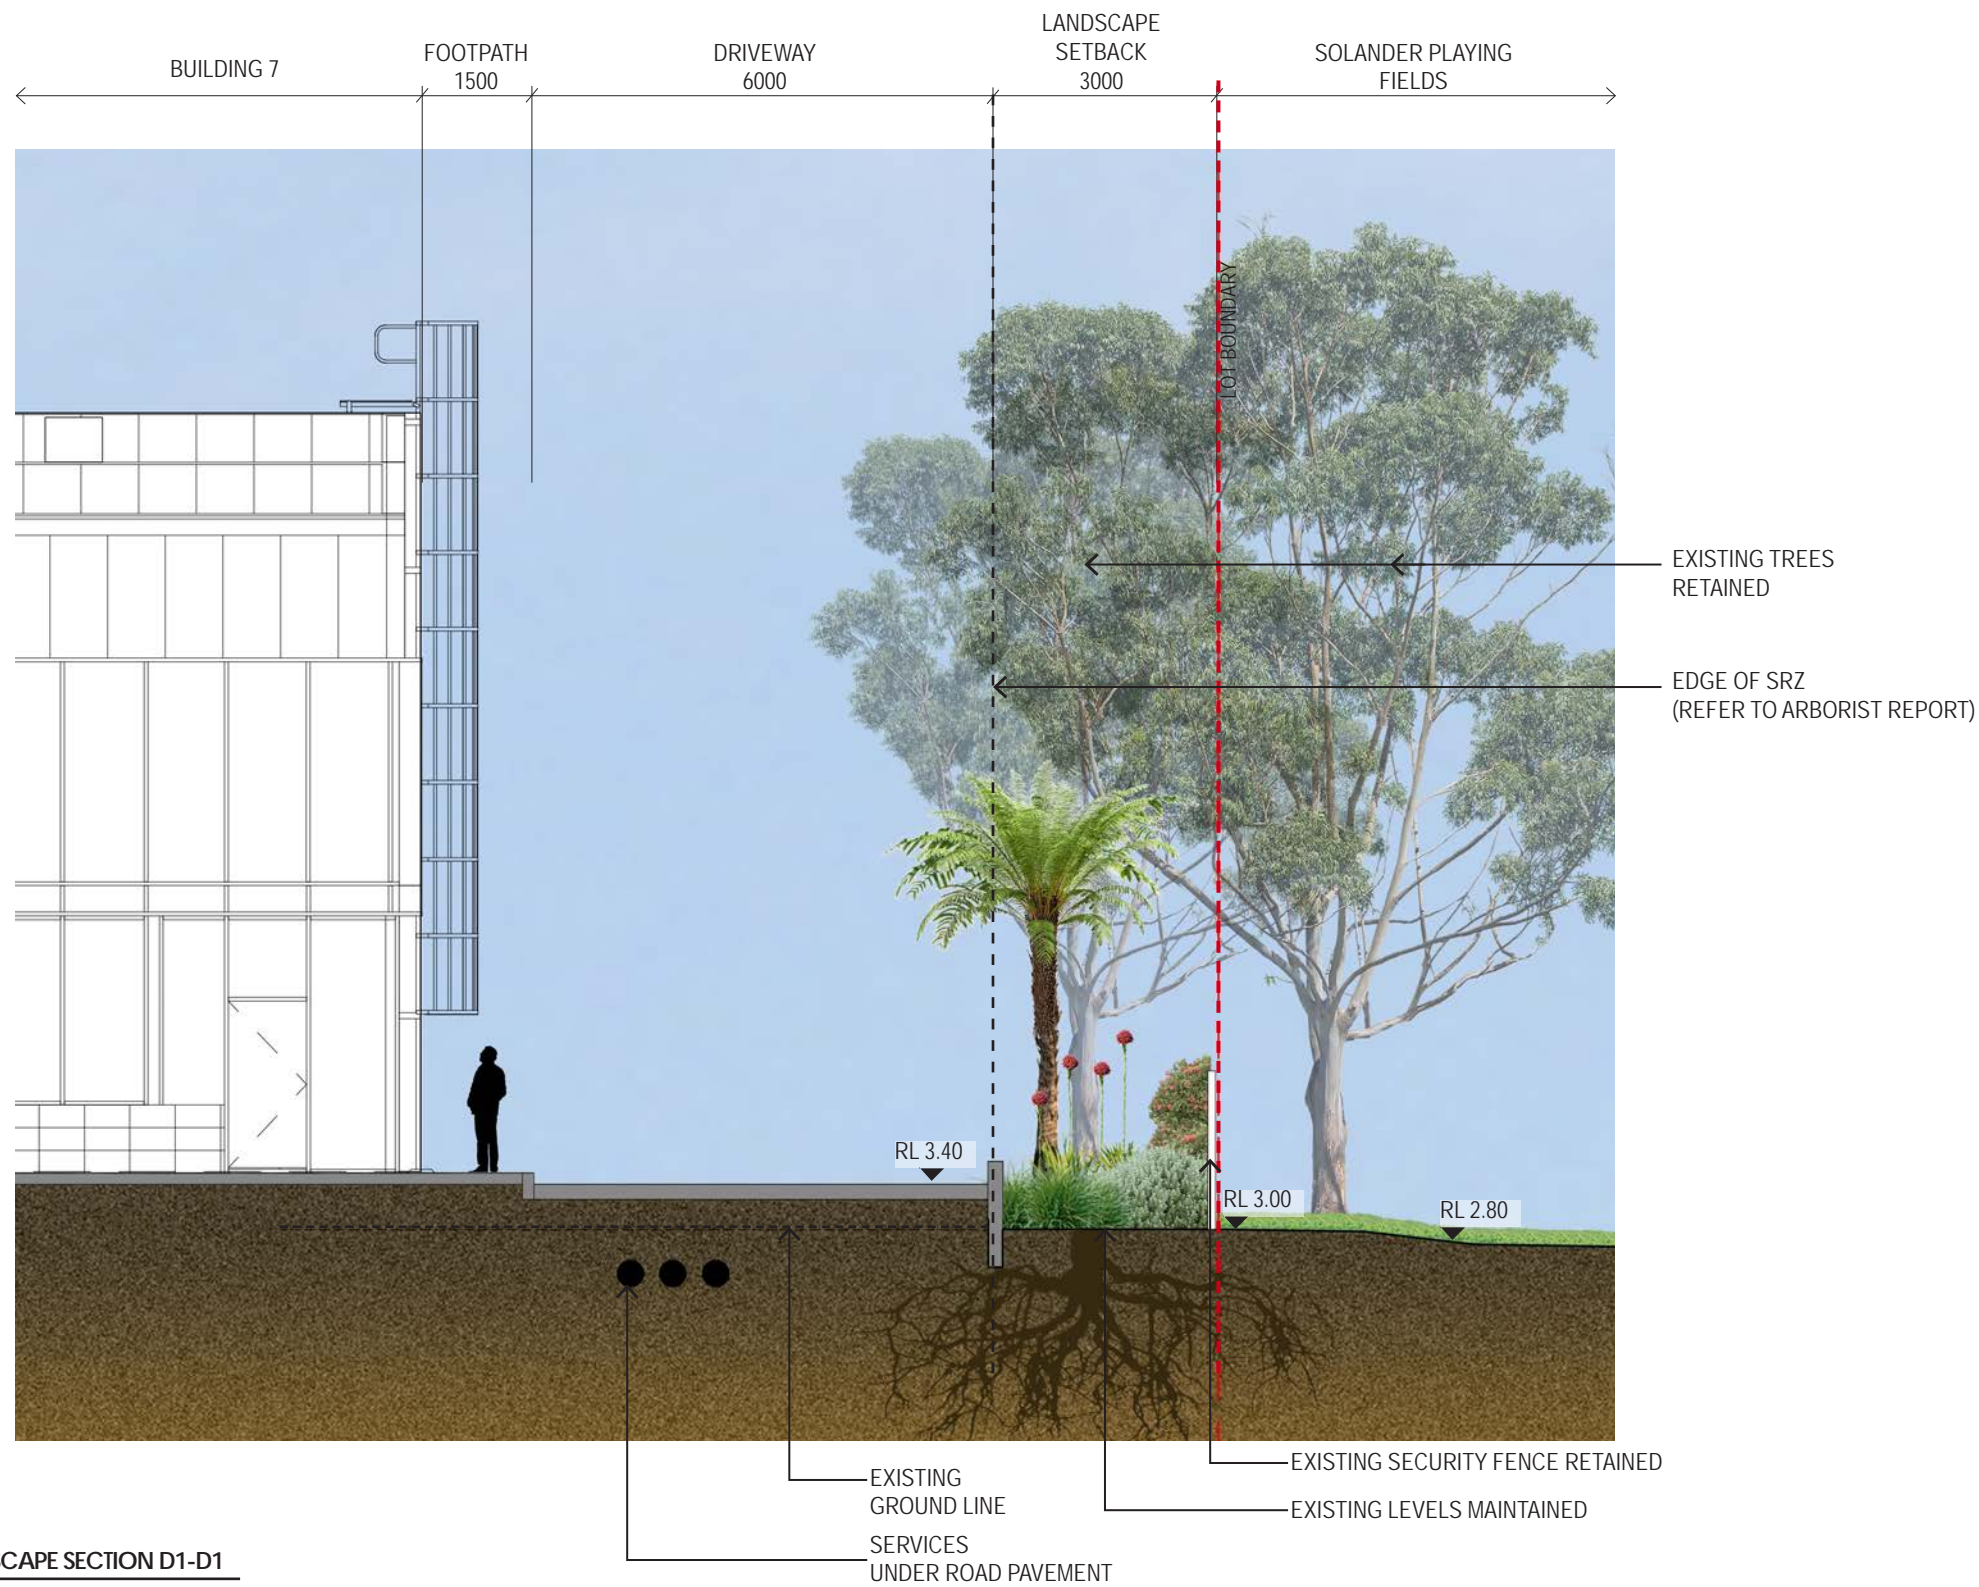 BUILDING 7
FOOTPATH
1500
DRIVEWAY
6000
LANDSCAPE
SETBACK
3000
SOLANDER PLAYING
FIELDS
LOT BOUNDARY
EXISTING TREES
RETAINED
EDGE OF SRZ
(REFER TO ARBORIST REPORT)
RL 3.40
RL 3.00
RL 2.80
EXISTING SECURITY FENCE RETAINED
EXISTING
GROUND LINE
EXISTING LEVELS MAINTAINED
SERVICES
UNDER ROAD PAVEMENT
CAPE SECTION D1-D1